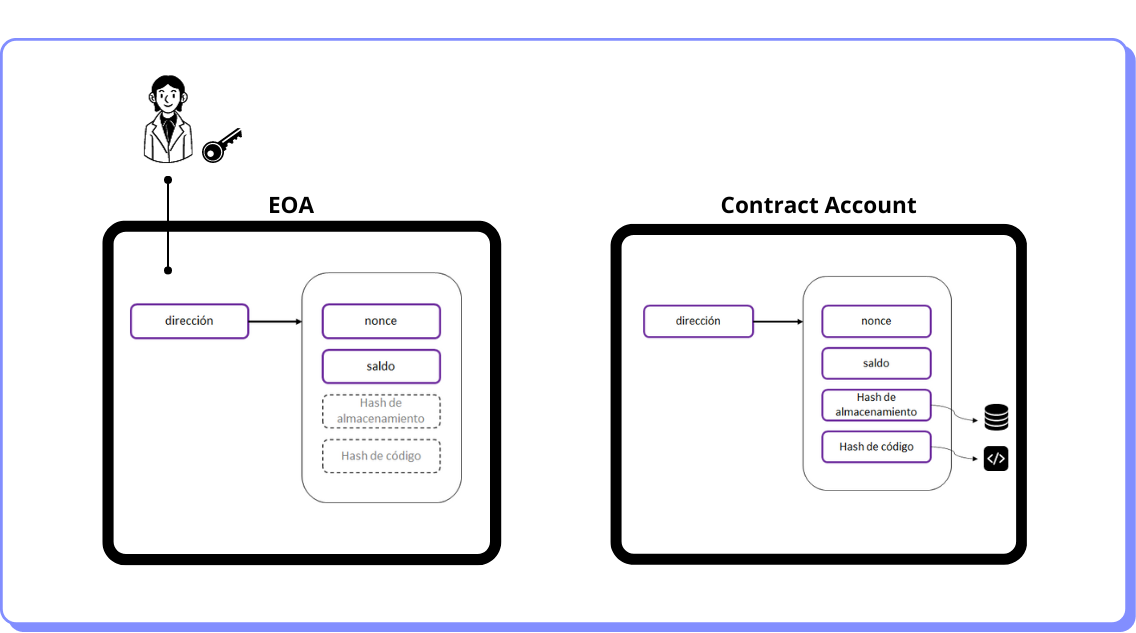 EOA
dirección
nonce
saldo
Hash de
almacenamiento
Hash de código
Contract Account
dirección
nonce
saldo
Hash de
almacenamiento
Hash de código
</>